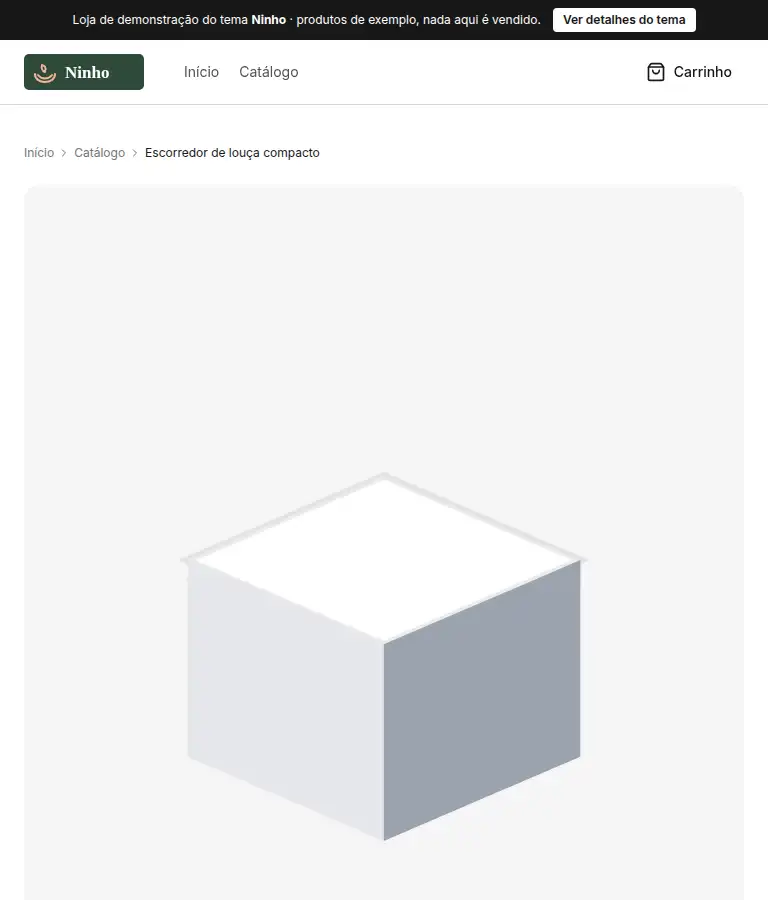 Loja de demonstração do tema Ninho · produtos de exemplo, nada aqui é vendido. Ver detalhes do tema
Ninho Início Catálogo Carrinho
Início > Catálogo > Escorredor de louça compacto